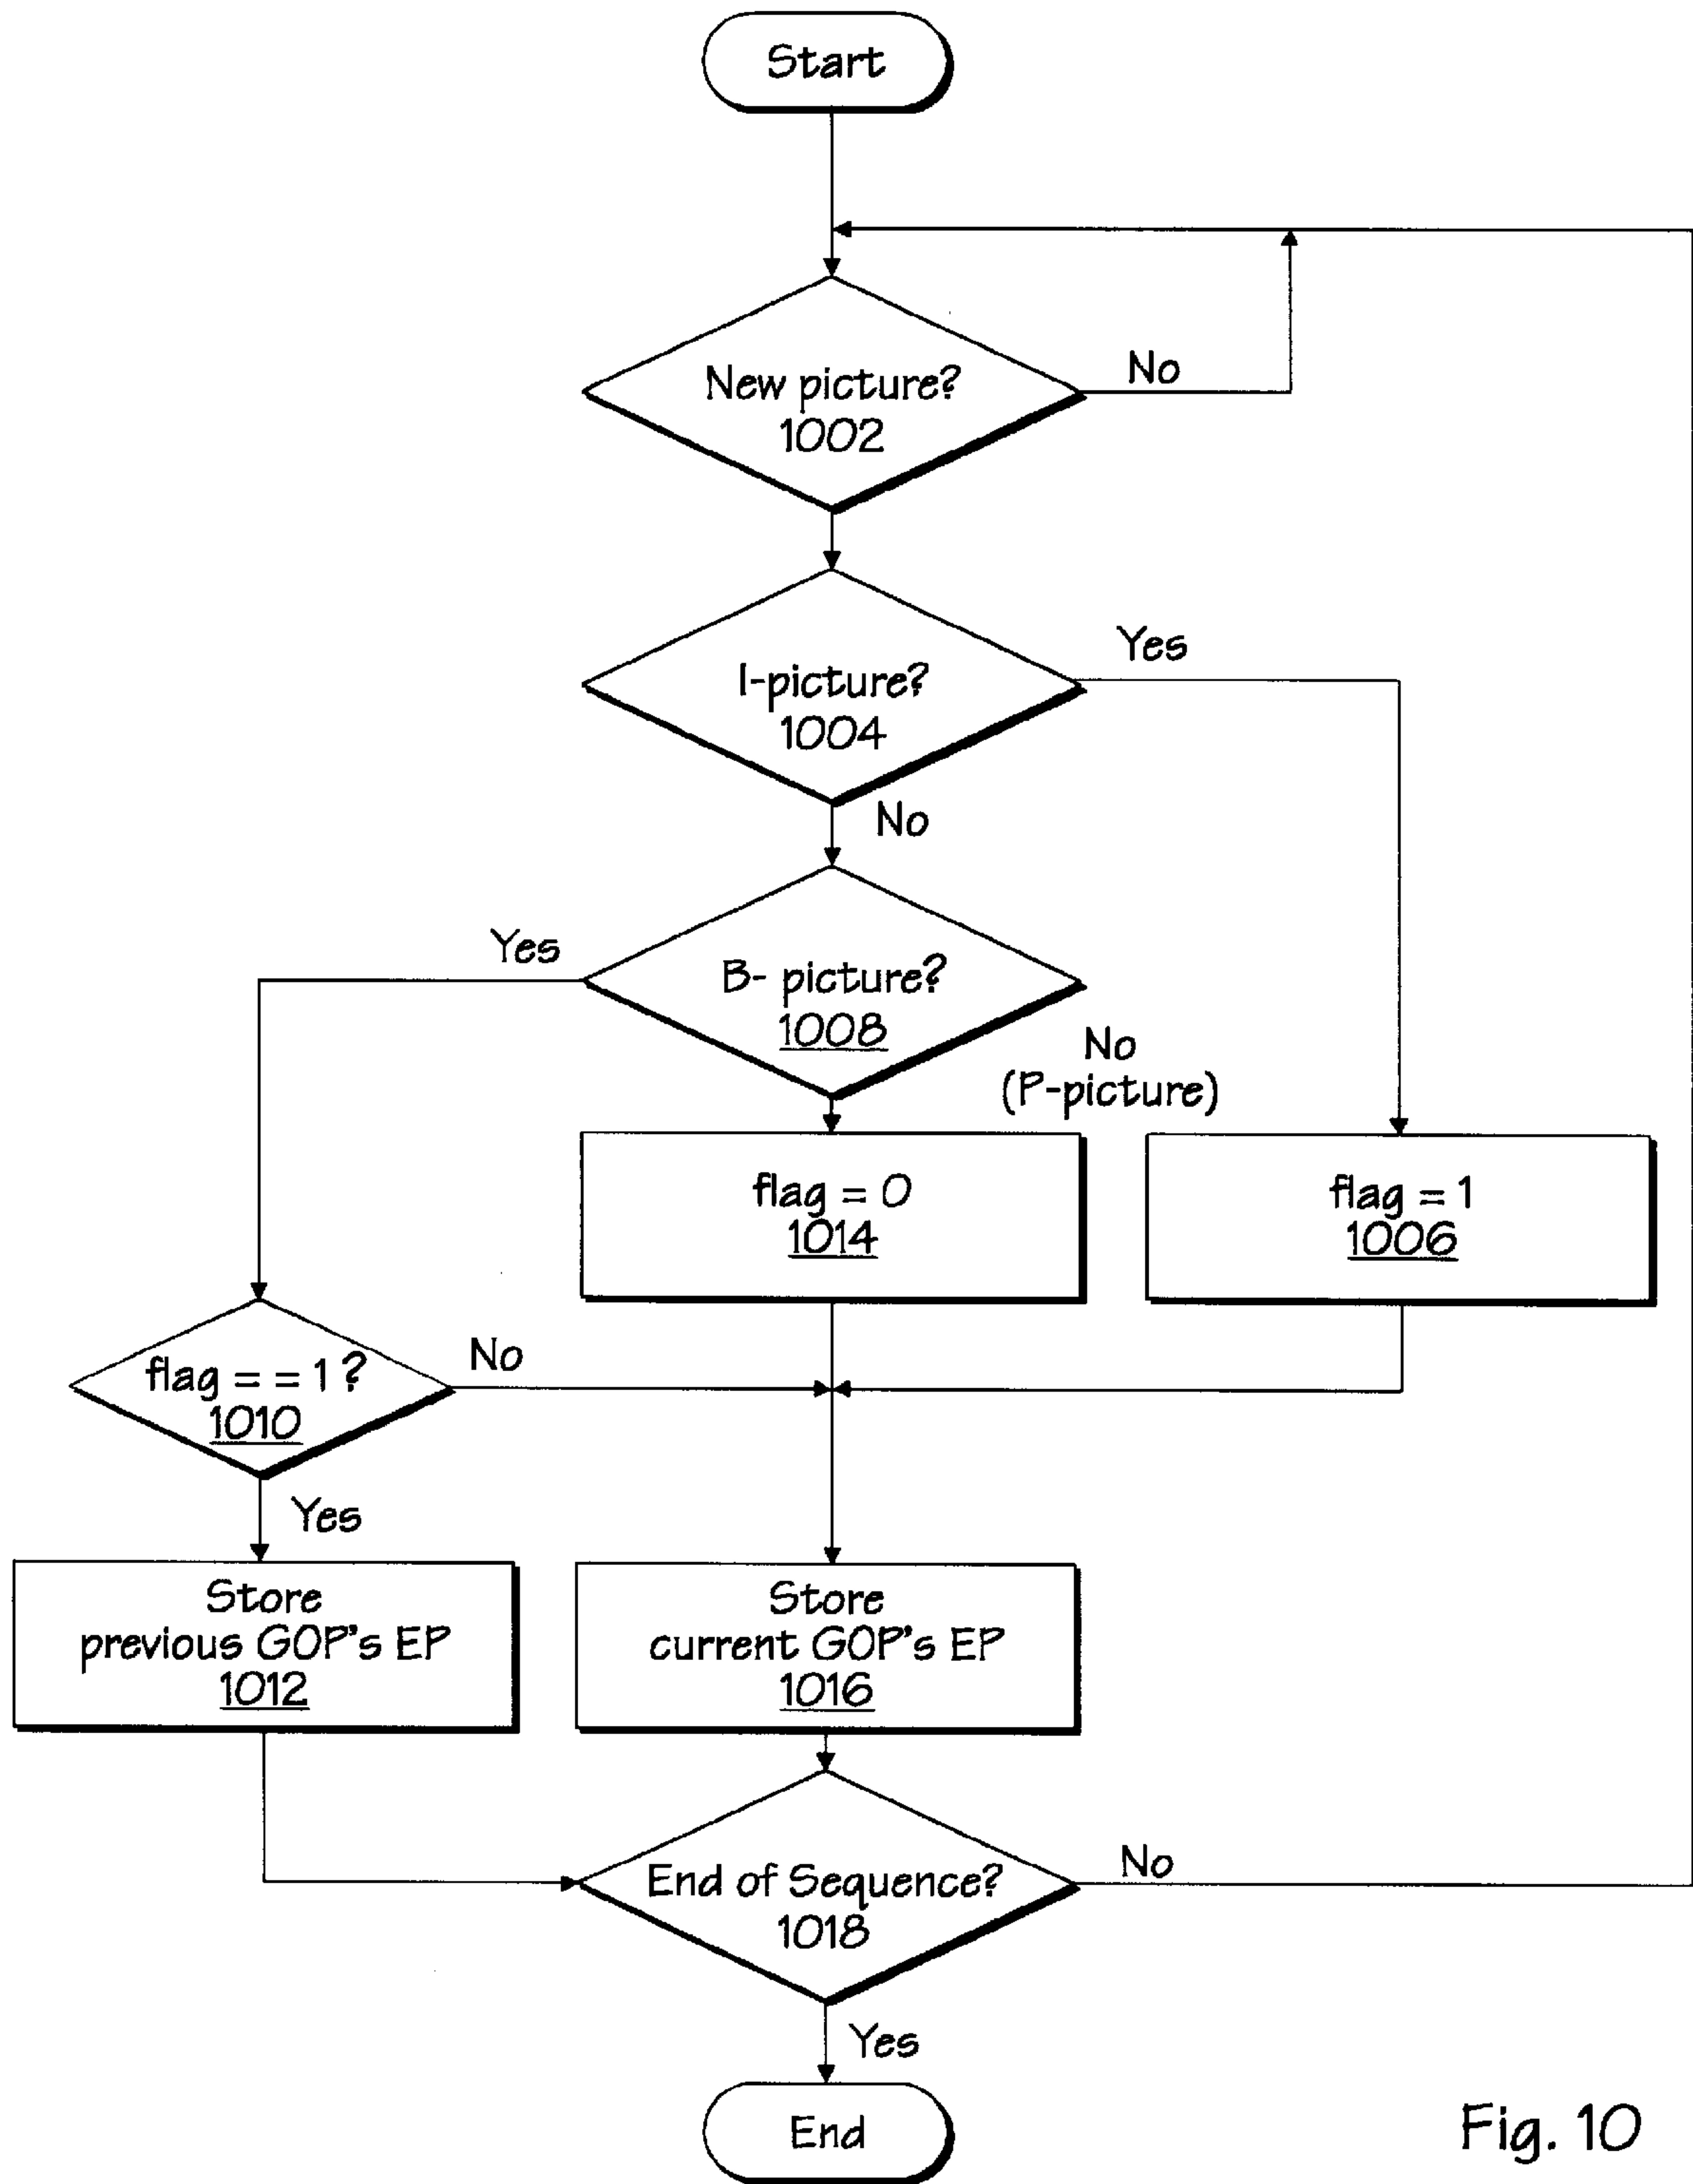 Start
New picture?
1002
No
I-picture?
1004
Yes
No
B- picture?
1008
Yes
No
(P-picture)
flag = 0
1014
flag = 1
1006
flag = = 1 ?
1010
No
Yes
Store
previous GOP's EP
1012
Store
current GOP's EP
1016
End of Sequence?
1018
No
Yes
End
Fig. 10